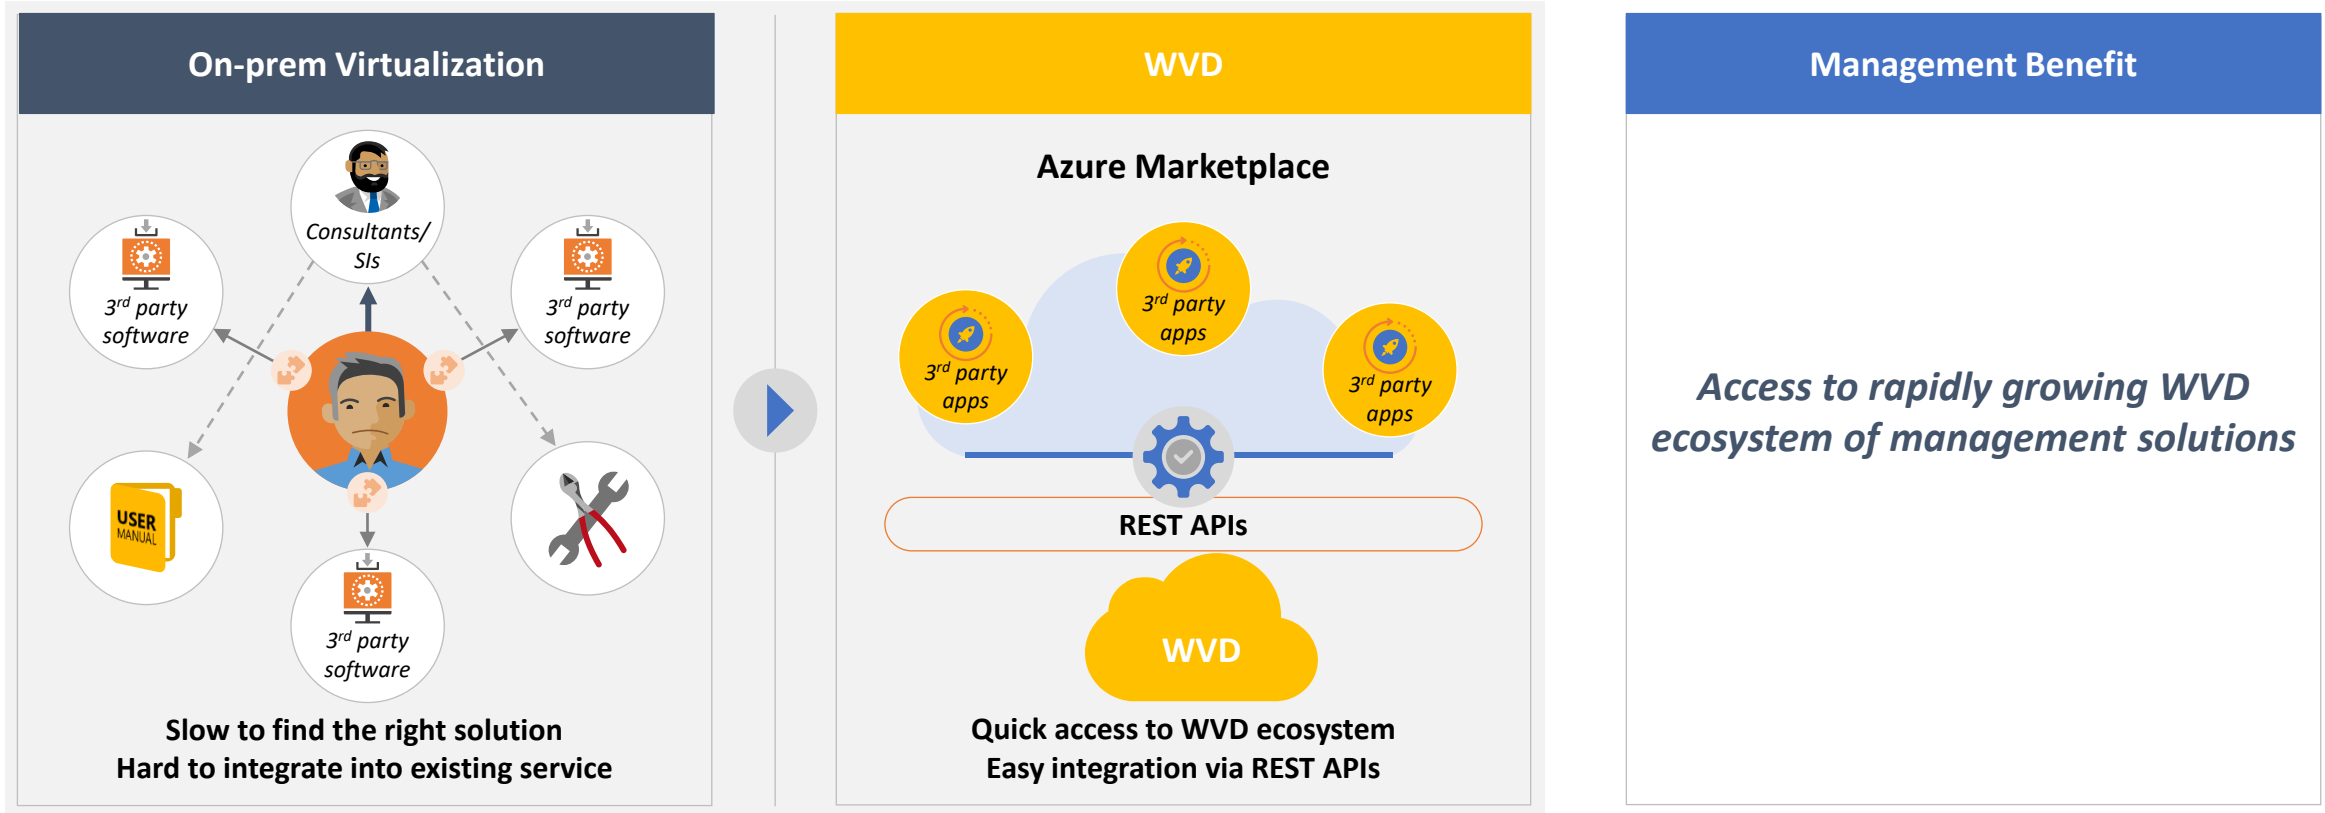 On-prem Virtualization
Consultants/
SIs
3rd party
software
3rd party
software
USER
MANUAL
3rd party
software
Slow to find the right solution
Hard to integrate into existing service
WVD
Azure Marketplace
3rd party
apps
3rd party
apps
3rd party
apps
REST APIs
WVD
Quick access to WVD ecosystem
Easy integration via REST APIs
Management Benefit
Access to rapidly growing WVD
ecosystem of management solutions